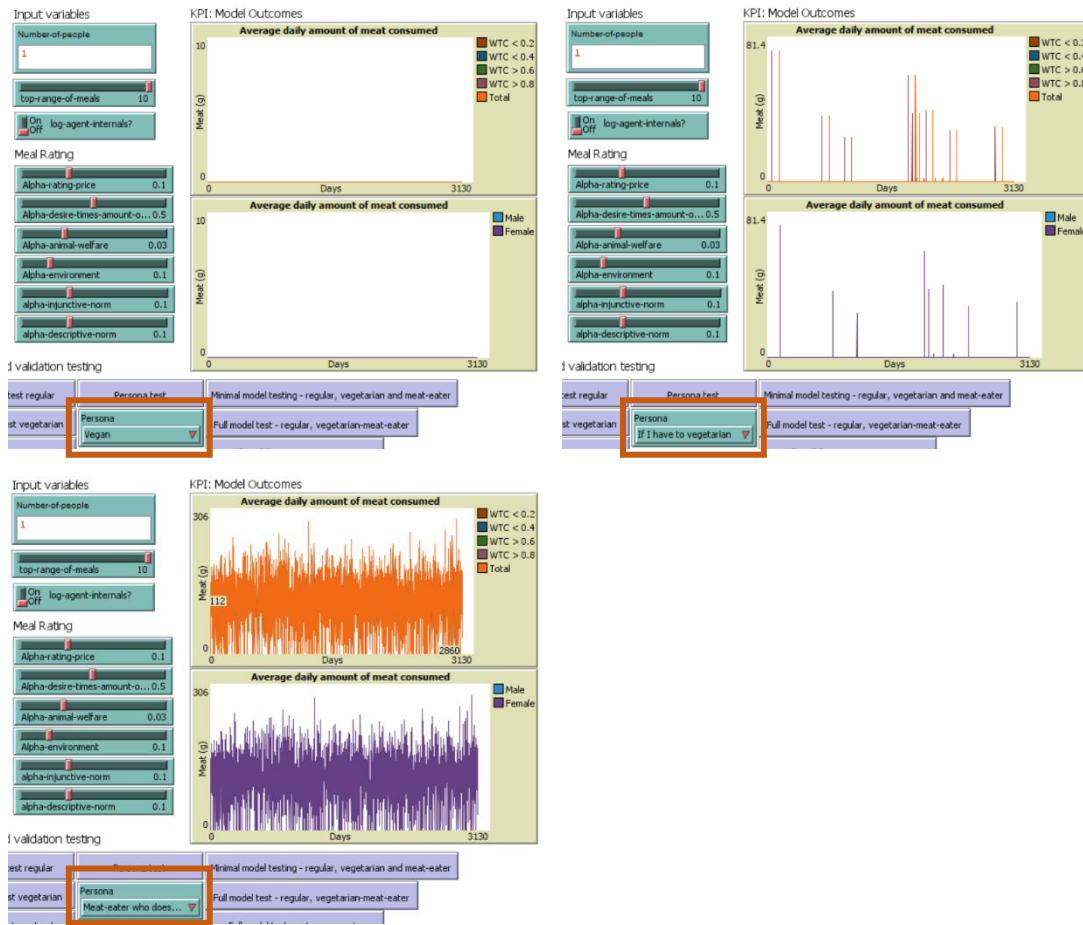 Input variables
Number-of-people
1
top-range-of-meals 10
On
Off log-agent-internals?
Meal Rating
Alpha-rating-price 0.1
Alpha-desire-times-amount-o... 0.5
Alpha-animal-welfare 0.03
Alpha-environment 0.1
alpha-injunctive-norm 0.1
alpha-descriptive-norm 0.1
d validation testing
KPI: Model Outcomes
Average daily amount of meat consumed
10
Meat (g)
0
0 Days 3130
WTC < 0.2
WTC < 0.4
WTC > 0.6
WTC > 0.8
Total
Average daily amount of meat consumed
10
Meat (g)
0
0 Days 3130
Male
Female
test regular Persona test Minimal model testing - regular, vegetarian and meat-eater
st vegetarian Persona Full model test - regular, vegetarian-meat-eater
Vegan
Input variables
Number-of-people
1
top-range-of-meals 10
On
Off log-agent-internals?
Meal Rating
Alpha-rating-price 0.1
Alpha-desire-times-amount-o... 0.5
Alpha-animal-welfare 0.03
Alpha-environment 0.1
alpha-injunctive-norm 0.1
alpha-descriptive-norm 0.1
d validation testing
KPI: Model Outcomes
Average daily amount of meat consumed
81.4
Meat (g)
0
0 Days 3130
WTC < 0.2
WTC < 0.4
WTC > 0.6
WTC > 0.8
Total
Average daily amount of meat consumed
81.4
Meat (g)
0
0 Days 3130
Male
Female
test regular Persona test Minimal model testing - regular, vegetarian and meat-eater
st vegetarian Persona Full model test - regular, vegetarian-meat-eater
If I have to vegetarian
Input variables
Number-of-people
1
top-range-of-meals 10
On
Off log-agent-internals?
Meal Rating
Alpha-rating-price 0.1
Alpha-desire-times-amount-o... 0.5
Alpha-animal-welfare 0.03
Alpha-environment 0.1
alpha-injunctive-norm 0.1
alpha-descriptive-norm 0.1
d validation testing
KPI: Model Outcomes
Average daily amount of meat consumed
306
Meat (g)
112
0
2860
0 Days 3130
WTC < 0.2
WTC < 0.4
WTC > 0.6
WTC > 0.8
Total
Average daily amount of meat consumed
306
Meat (g)
0
0 Days 3130
Male
Female
test regular Persona test Minimal model testing - regular, vegetarian and meat-eater
st vegetarian Persona Full model test - regular, vegetarian-meat-eater
Meat-eater who does...